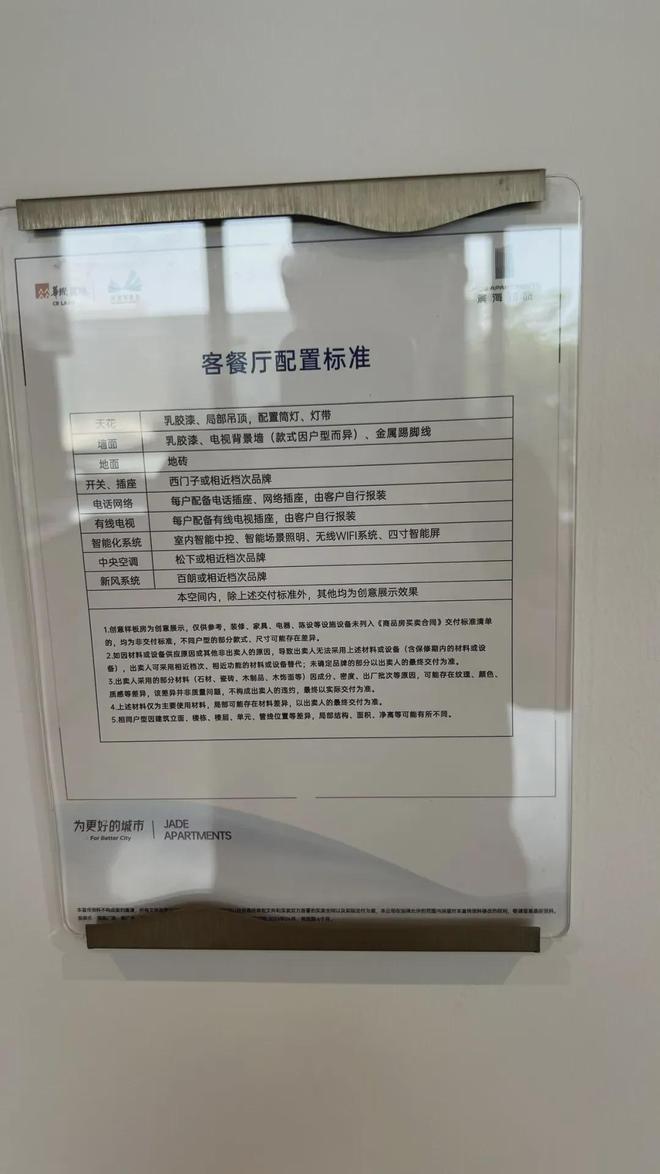 CR LAND
客餐厅配置标准
天花 乳胶漆、局部吊顶，配置筒灯、灯带
墙面 乳胶漆、电视背景墙（款式因户型而异）、金属踢脚线
地面 地砖
开关、插座 西门子或相近档次品牌
电话网络 每户配备电话插座、网络插座，由客户自行报装
有线电视 每户配备有线电视插座，由客户自行报装
智能化系统 室内智能中控、智能场景照明、无线WIFI系统、四寸智能屏
中央空调 松下或相近档次品牌
新风系统 百朗或相近档次品牌
本空间内，除上述交付标准外，其他均为创意展示效果
1.创意样板房为创意展示，仅供参考，装修、家具、电器、陈设等设施设备未列入《商品房买卖合同》交付标准清单
的，均为非交付标准，不同户型的部分款式、尺寸可能存在差异。
2.如因材料或设备供应原因或其他非出卖人的原因，导致出卖人无法采用上述材料或设备（含保修期内的材料或设
备），出卖人可采用相近档次、相近功能的材料或设备替代；未确定品牌的部分以出卖人的最终交付为准。
3.出卖人采用的部分材料（石材、瓷砖、木制品、木饰面等）因成分、密度、出厂批次等原因，可能存在纹理、颜色、
质感等差异，该差异并非质量问题，不构成出卖人的违约，最终以实际交付为准。
4.上述材料仅为主要使用材料，局部可能存在材料差异，以出卖人的最终交付为准。
5.相同户型因建筑立面、楼栋、楼层、单元、管线位置等差异，局部结构、面积、净高等可能有所不同。
为更好的城市
For Better City
JADE
APARTMENTS